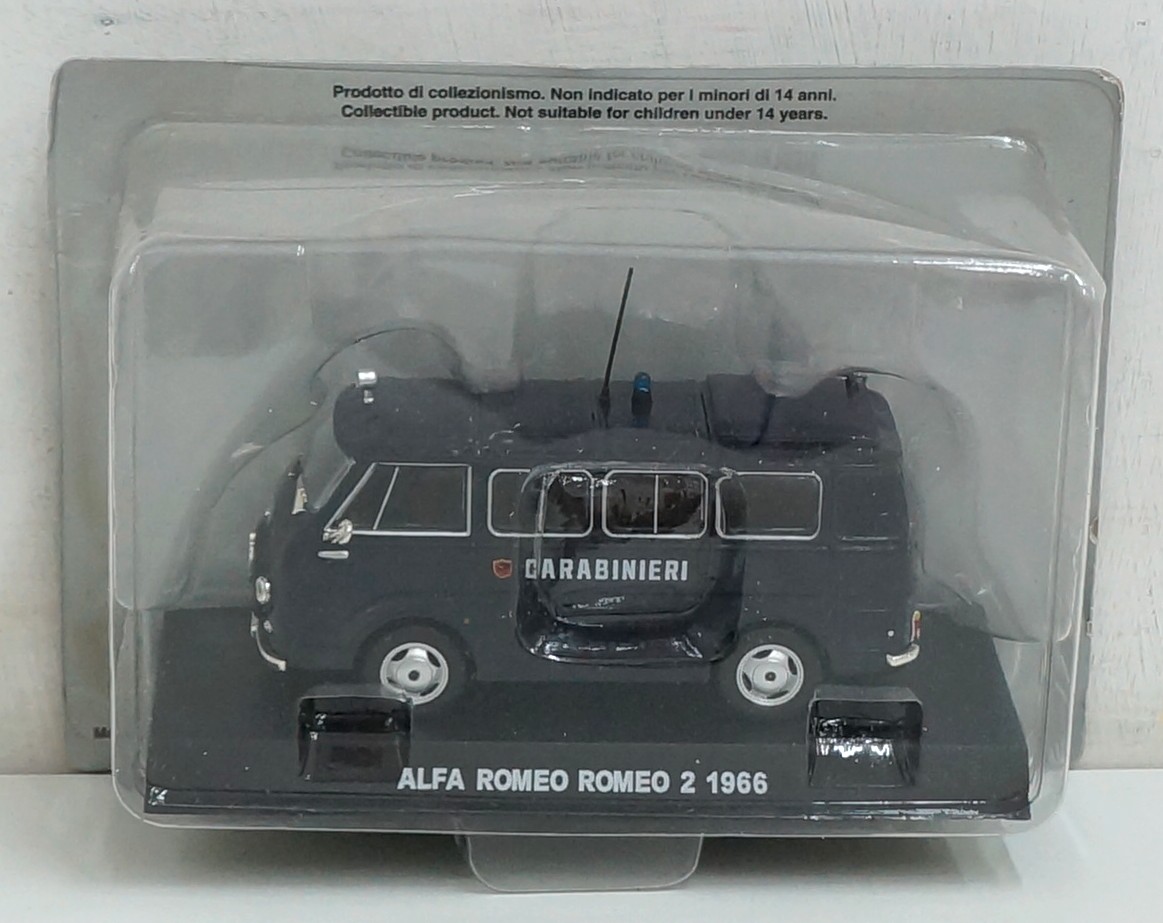 Prodotto di collezionismo. Non indicato per i minori di 14 anni.
Collectible product. Not suitable for children under 14 years.
CARABINIERI
ALFA ROMEO ROMEO 2 1966